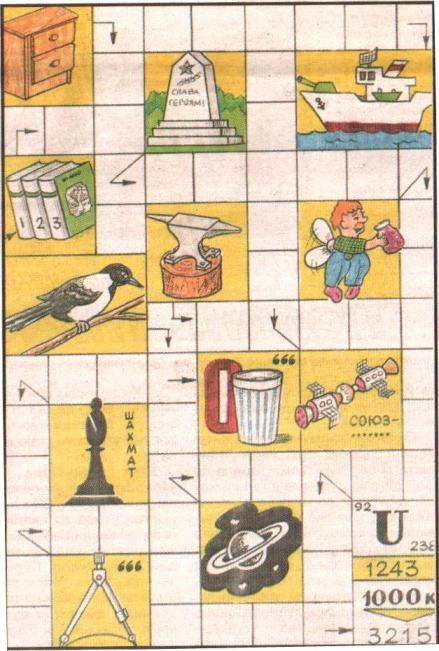 СЛАВА
ГЕРОЯМ!
1 2 3
“““
ШАХМАТ
СОЮЗ-
.......
92
U
238
“““
1243
1000 К
3215